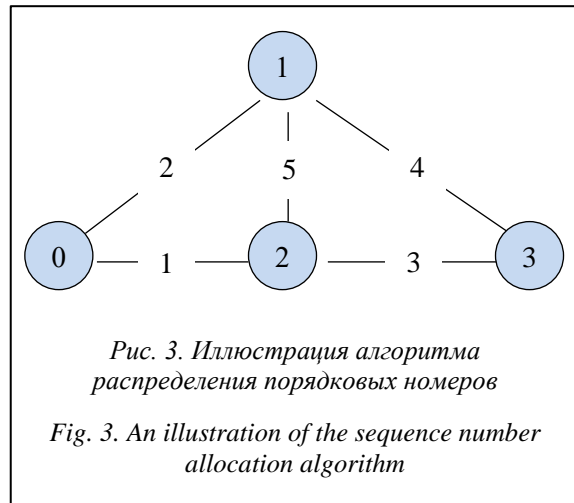 1
2 5 4
0 1 2 3 3
Рис. 3. Иллюстрация алгоритма
распределения порядковых номеров
Fig. 3. An illustration of the sequence number
allocation algorithm